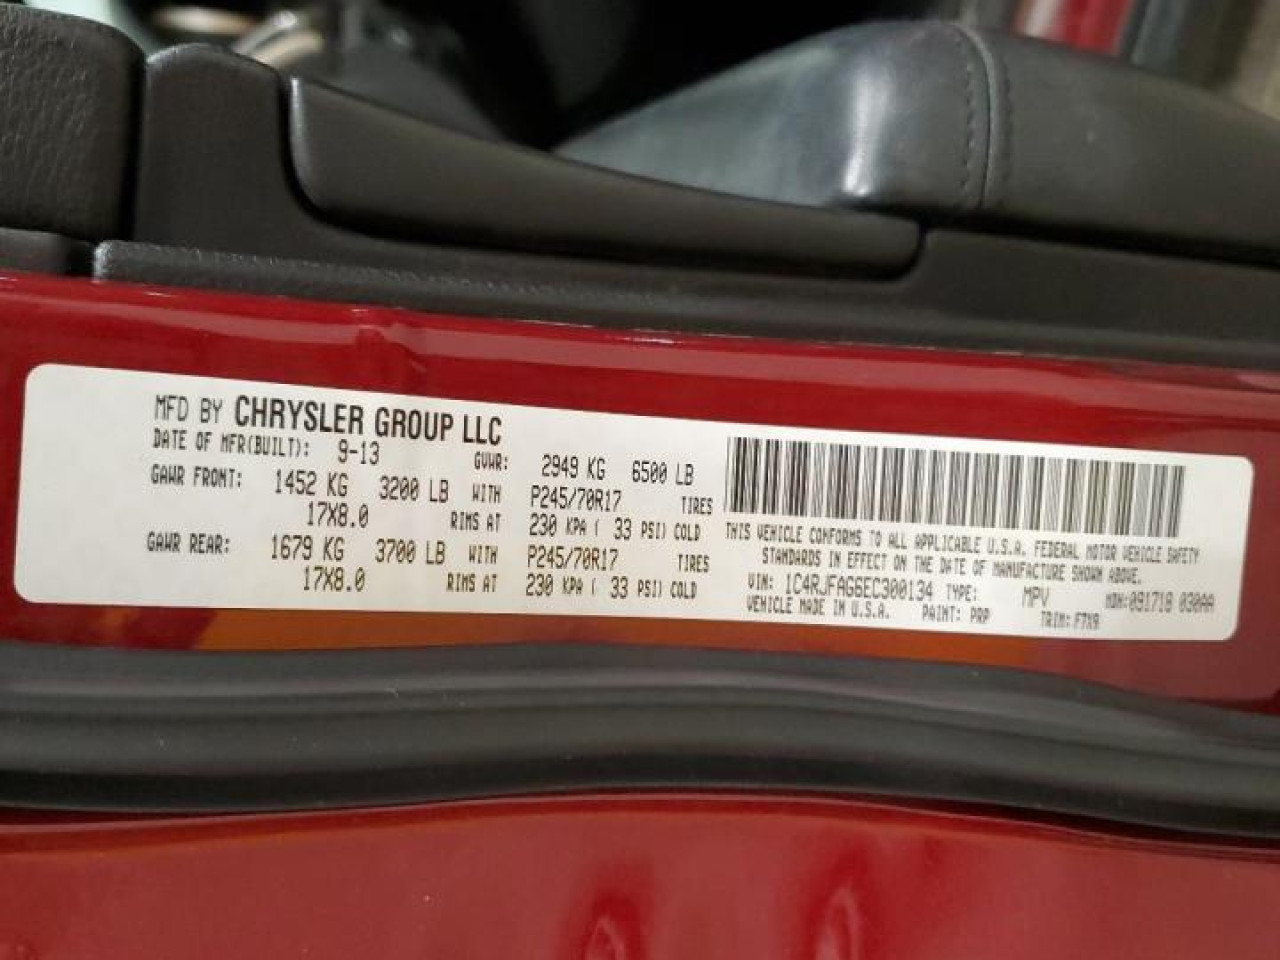 MFD BY CHRYSLER GROUP LLC
DATE OF MFR(BUILT): 9-13 GVWR: 2949 KG 6500 LB
GAWR FRONT: 1452 KG 3200 LB WITH P245/70R17 TIRES
17X8.0 RIMS AT 230 KPA ( 33 PSI) COLD
GAWR REAR: 1679 KG 3700 LB WITH P245/70R17 TIRES
17X8.0 RIMS AT 230 KPA ( 33 PSI) COLD
THIS VEHICLE CONFORMS TO ALL APPLICABLE U.S.A. FEDERAL MOTOR VEHICLE SAFETY
STANDARDS IN EFFECT ON THE DATE OF MANUFACTURE SHOWN ABOVE.
VIN: 1C4RJFAG6EC300134 TYPE: MPV MDH:091718 030AA
VEHICLE MADE IN U.S.A. PAINT: PRP TRIM: F7X9